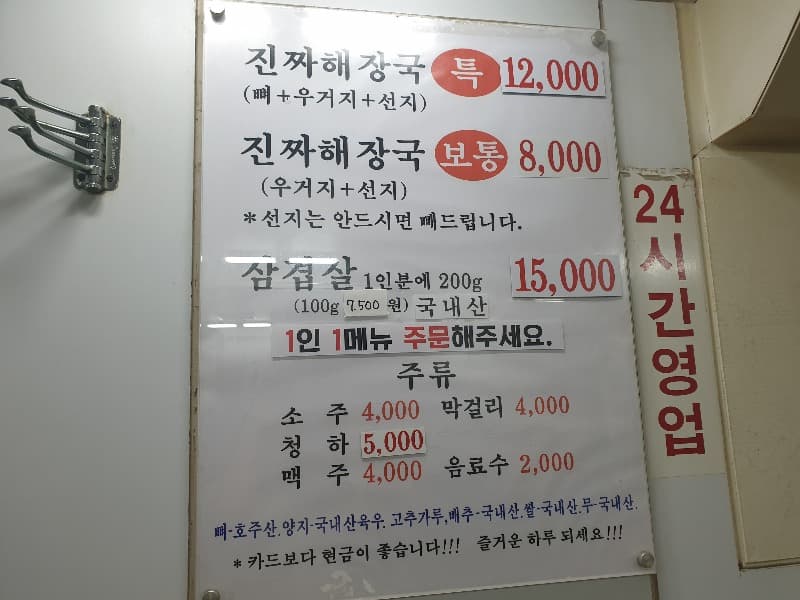 진짜해장국 특 12,000
(뼈+우거지+선지)
진짜해장국 보통 8,000
(우거지+선지)
*선지는 안드시면 빼드립니다.
삼겹살 1인분에 200g 15,000
(100g 7,500 원) 국내산
1인 1메뉴 주문해주세요.
주류
소주 4,000 막걸리 4,000
청하 5,000
맥주 4,000 음료수 2,000
뼈-호주산.양지-국내산육우. 고추가루,배추-국내산.쌀-국내산.무-국내산.
*카드보다 현금이 좋습니다!!! 즐거운 하루 되세요!!!
24시간영업